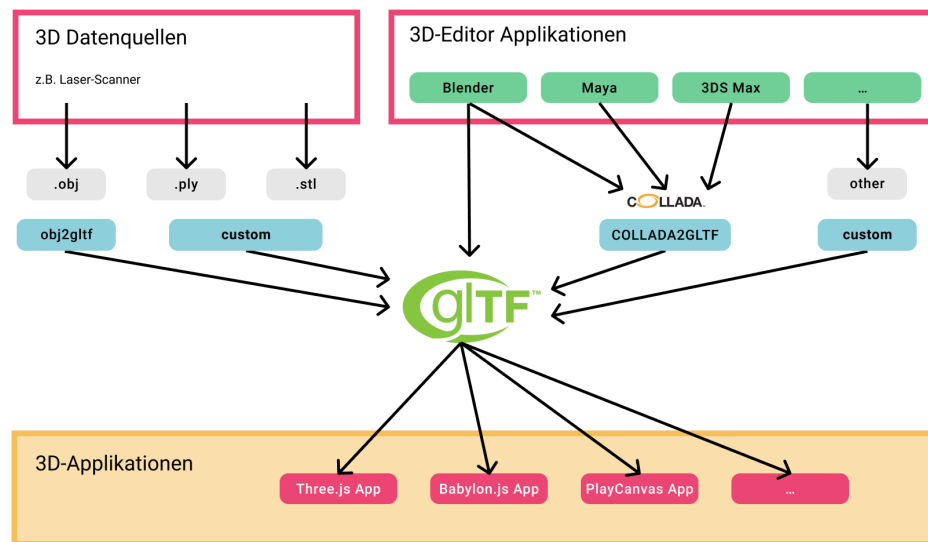 3D Datenquellen
z.B. Laser-Scanner
3D-Editor Applikationen
Blender
Maya
3DS Max
...
.obj
.ply
.stl
COLLADA.
other
obj2gltf
custom
COLLADA2GLTF
custom
glTF™
3D-Applikationen
Three.js App
Babylon.js App
PlayCanvas App
...